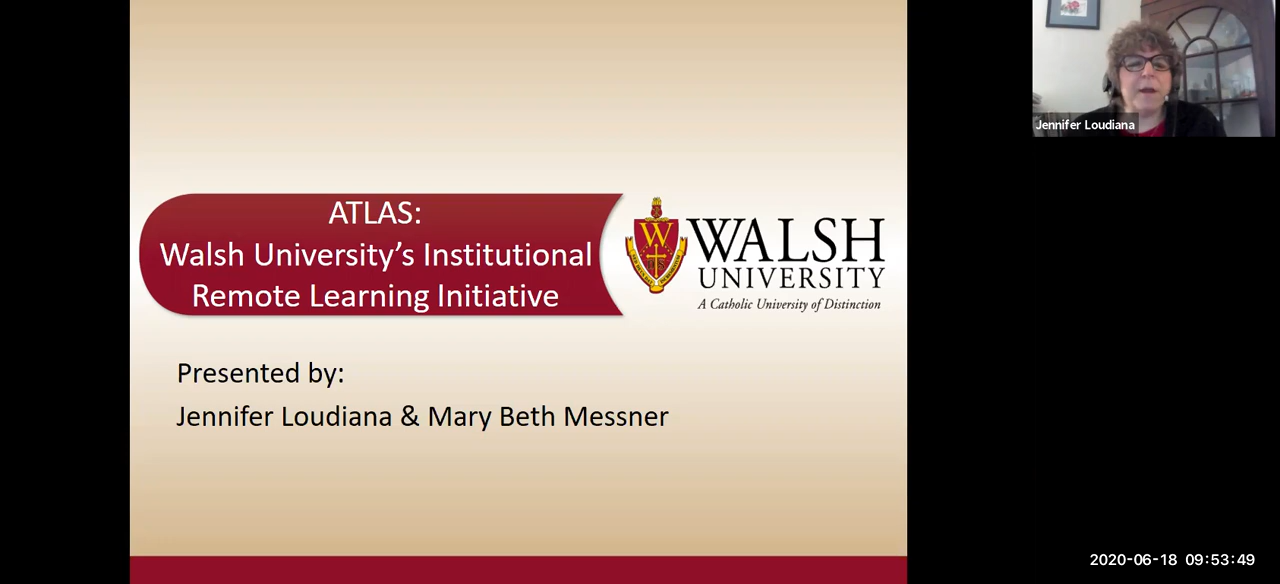 ATLAS:
Walsh University’s Institutional
Remote Learning Initiative
W
WALSH
UNIVERSITY
A Catholic University of Distinction
Presented by:
Jennifer Loudiana & Mary Beth Messner
Jennifer Loudiana
2020-06-18 09:53:49